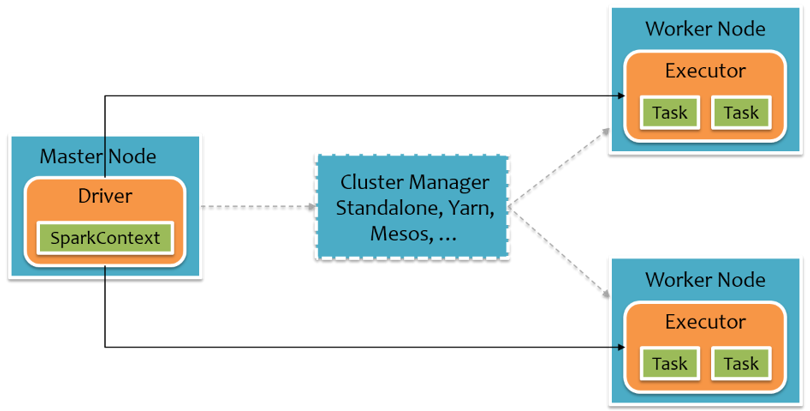 Master Node
Driver
SparkContext
Cluster Manager
Standalone, Yarn,
Mesos, ...
Worker Node
Executor
Task Task
Worker Node
Executor
Task Task